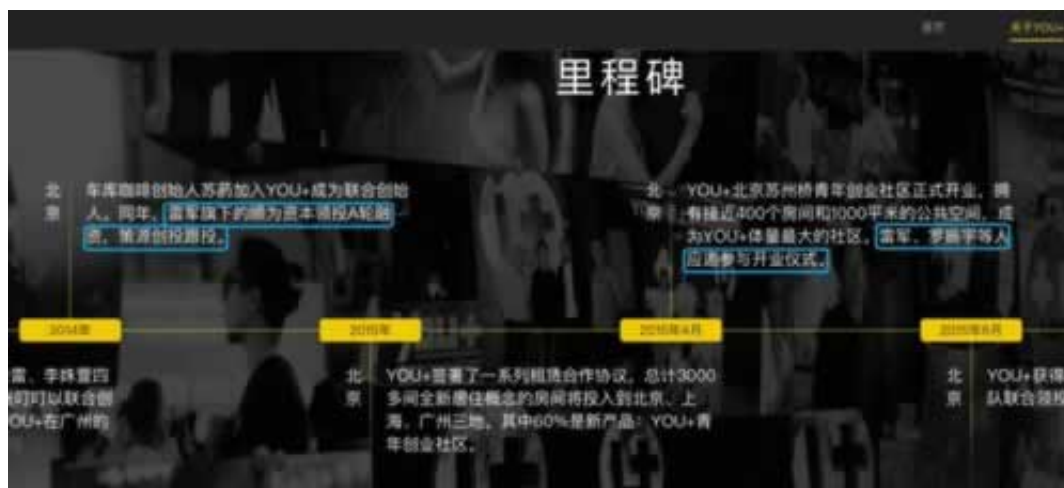 首页
关于YOU+
里程碑
北京
车库咖啡创始人苏菂加入YOU+成为联合创始
人。同年，雷军旗下的顺为资本领投A轮融
资，策源创投跟投。
北京
YOU+北京苏州桥青年创业社区正式开业，拥
有接近400个房间和1000平米的公共空间，成
为YOU+体量最大的社区。雷军、罗振宇等人
应邀参与开业仪式。
2014年
2015年
2015年4月
2015年6月
雷、李姝萱四
叮叮以联合创
OU+在广州的
北京
YOU+签署了一系列租赁合作协议，总计3000
多间全新居住概念的房间将投入到北京、上
海、广州三地，其中60%是新产品：YOU+青
年创业社区。
北京
YOU+获得
队联合领投